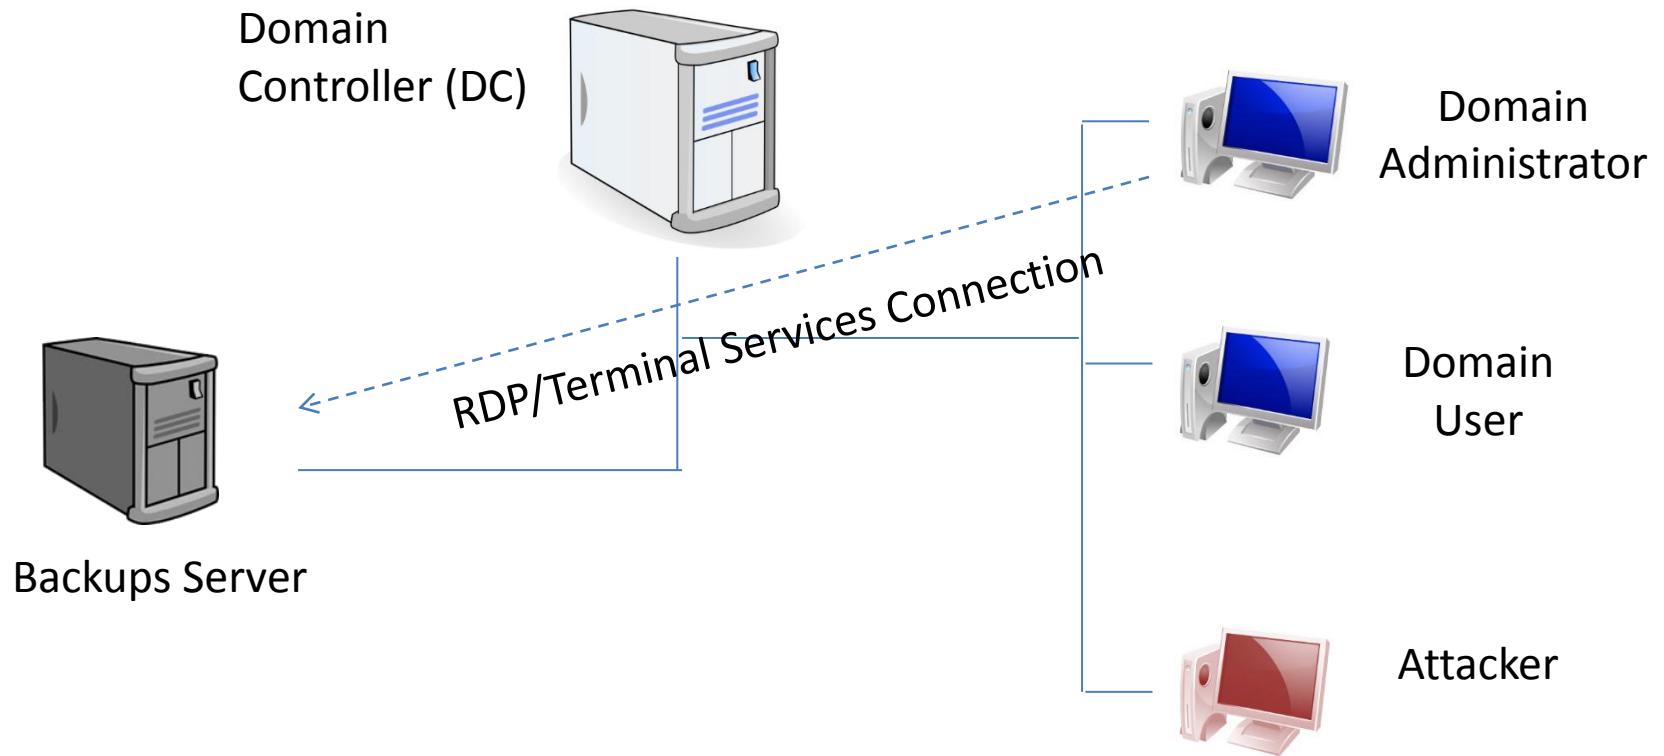 Domain
Controller (DC)
Domain
Administrator
RDP/Terminal Services Connection
Domain
User
Backups Server
Attacker